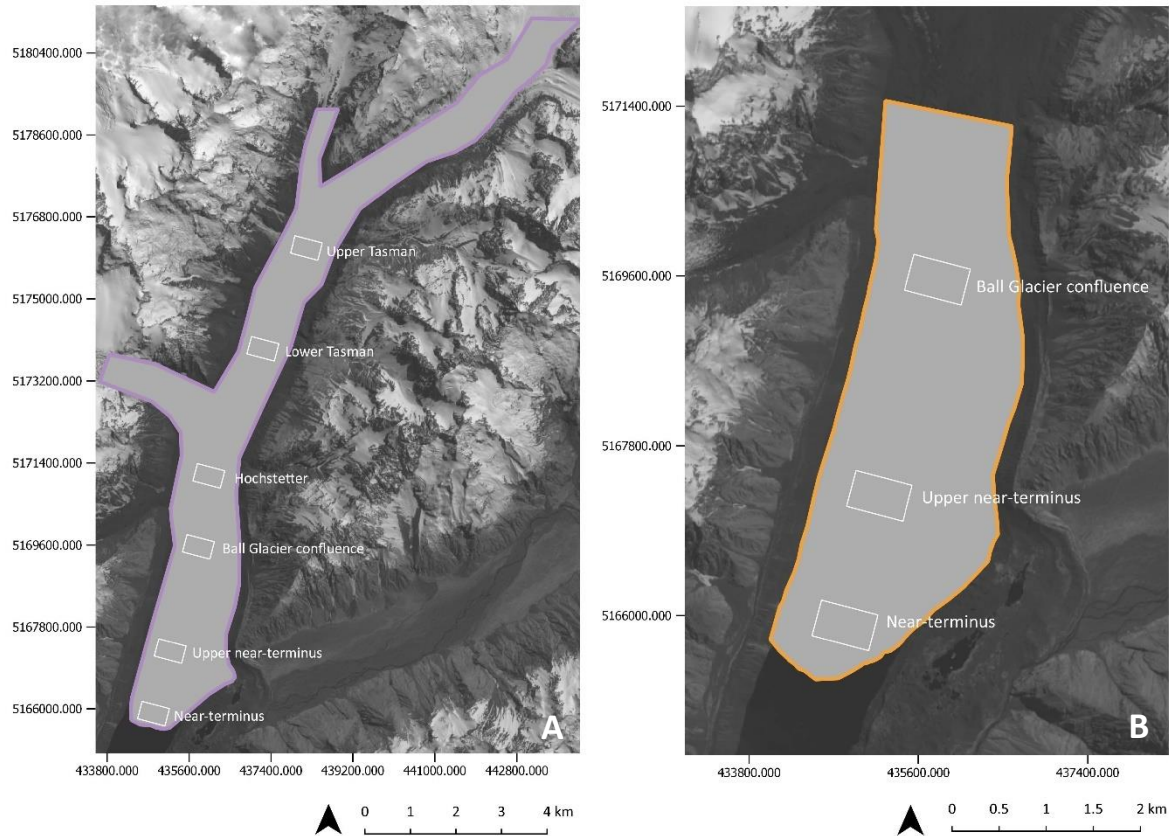 5180400.000
5178600.000
5176800.000
5175000.000
5173200.000
5171400.000
5169600.000
5167800.000
5166000.000
Upper Tasman
Lower Tasman
Hochstetter
Ball Glacier confluence
Upper near-terminus
Near-terminus
A
433800.000 435600.000 437400.000 439200.000 441000.000 442800.000
0 1 2 3 4 km
5171400.000
5169600.000
5167800.000
5166000.000
Ball Glacier confluence
Upper near-terminus
Near-terminus
B
433800.000 435600.000 437400.000
0 0.5 1 1.5 2 km